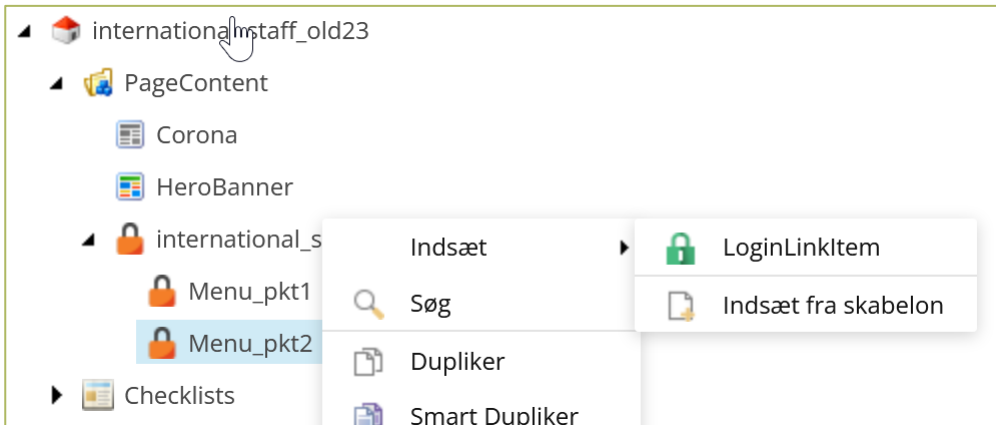 international_staff_old23
PageContent
Corona
HeroBanner
international_s
Indsæt
LoginLinkItem
Menu_pkt1
Søg
Indsæt fra skabelon
Menu_pkt2
Dupliker
Checklists
Smart Dupliker